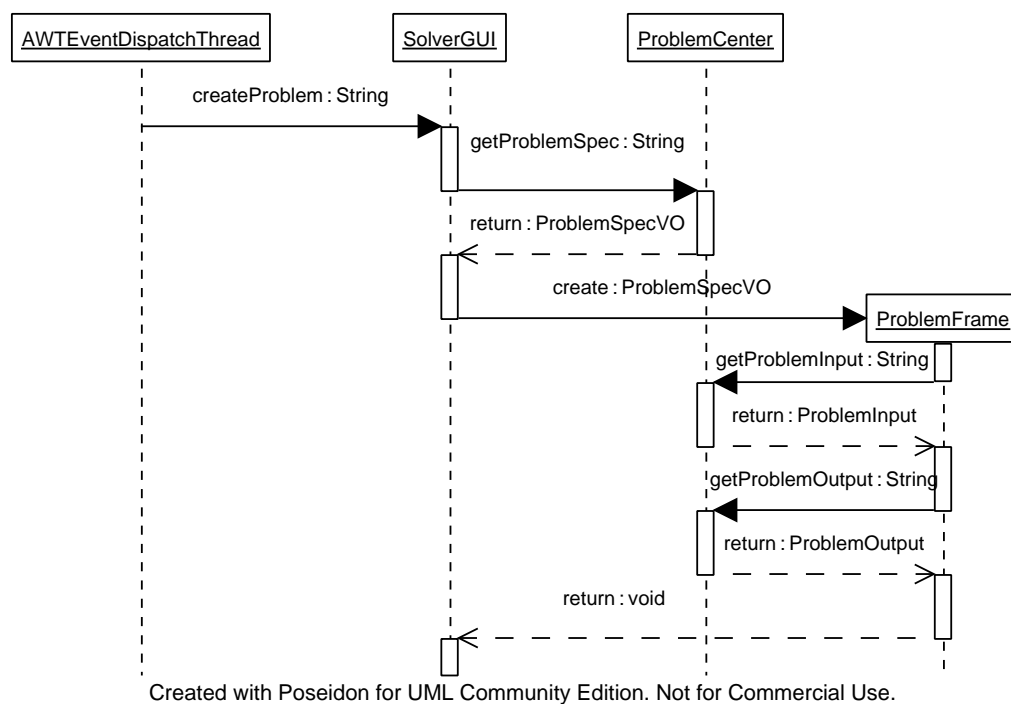 AWTEventDispatchThread
SolverGUI
ProblemCenter
createProblem : String
getProblemSpec : String
return : ProblemSpecVO
create : ProblemSpecVO
ProblemFrame
getProblemInput : String
return : ProblemInput
getProblemOutput : String
return : ProblemOutput
return : void
Created with Poseidon for UML Community Edition. Not for Commercial Use.